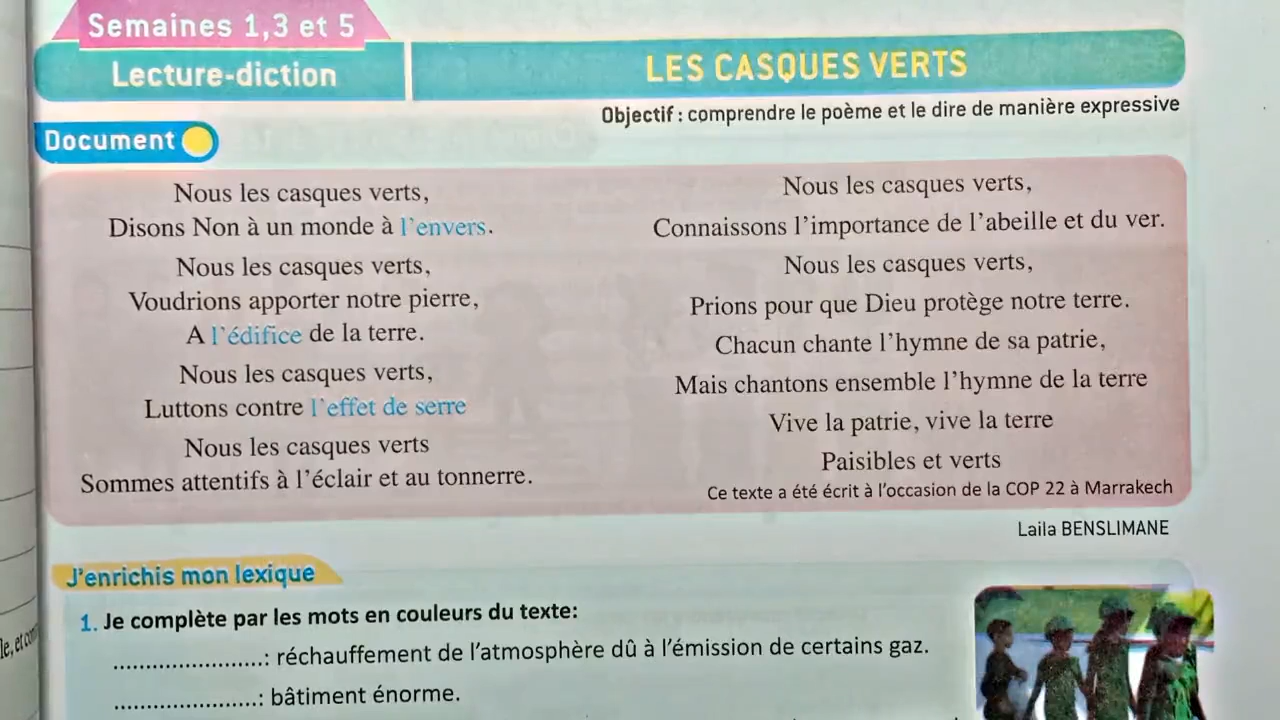 Semaines 1,3 et 5
Lecture-diction
LES CASQUES VERTS
Objectif : comprendre le poème et le dire de manière expressive
Document
Nous les casques verts,
Disons Non à un monde à l'envers.
Nous les casques verts,
Voudrions apporter notre pierre,
A l'édifice de la terre.
Nous les casques verts,
Luttons contre l'effet de serre
Nous les casques verts
Sommes attentifs à l'éclair et au tonnerre.
Nous les casques verts,
Connaissons l'importance de l'abeille et du ver.
Nous les casques verts,
Prions pour que Dieu protège notre terre.
Chacun chante l'hymne de sa patrie,
Mais chantons ensemble l'hymne de la terre
Vive la patrie, vive la terre
Paisibles et verts
Ce texte a été écrit à l'occasion de la COP 22 à Marrakech
Laila BENSLIMANE
J'enrichis mon lexique
1. Je complète par les mots en couleurs du texte:
........................: réchauffement de l'atmosphère dû à l'émission de certains gaz.
.......................: bâtiment énorme.
le, et